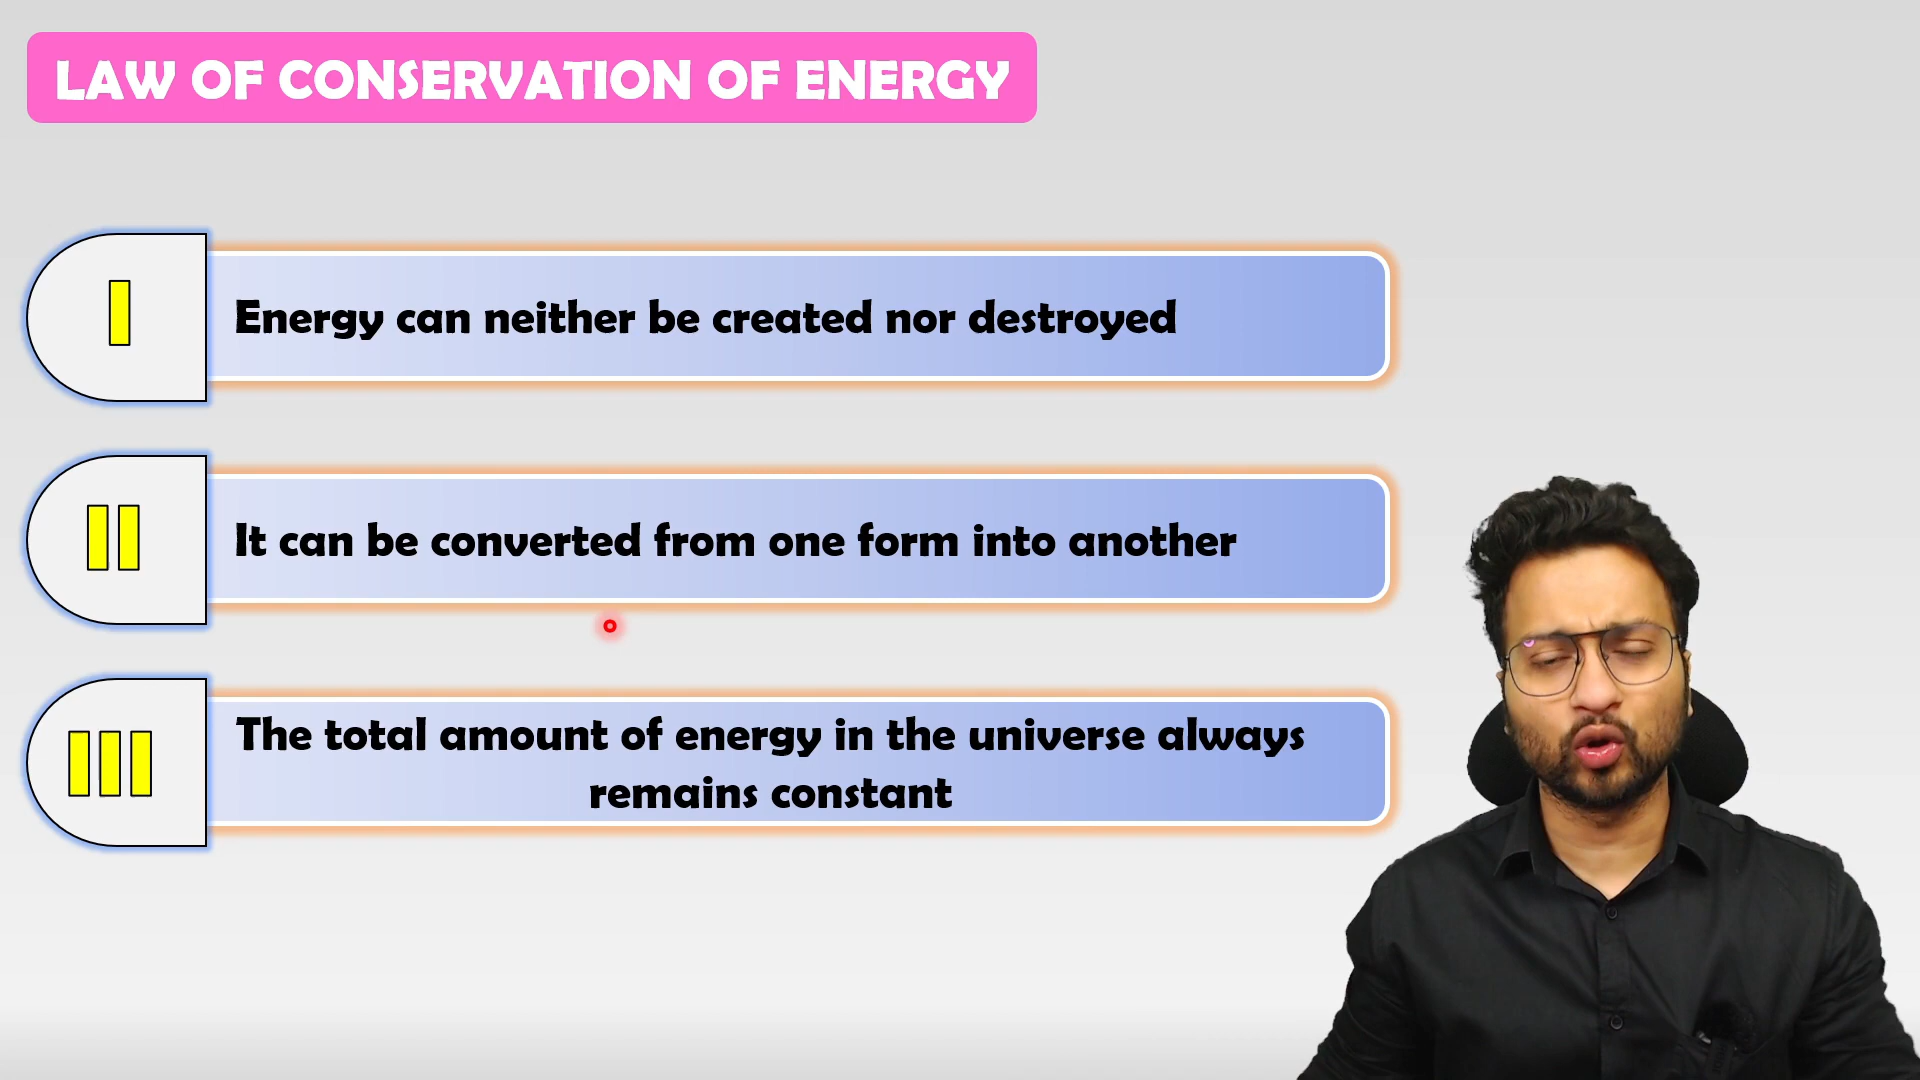 LAW OF CONSERVATION OF ENERGY
I
Energy can neither be created nor destroyed
II
It can be converted from one form into another
III
The total amount of energy in the universe always
remains constant